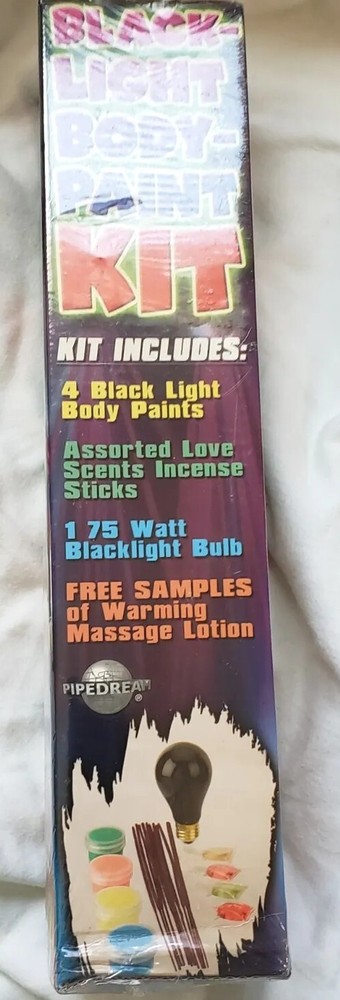 BLACK-
LIGHT
BODY-
PAINT
KIT
KIT INCLUDES:
4 Black Light
Body Paints
Assorted Love
Scents Incense
Sticks
1 75 Watt
Blacklight Bulb
FREE SAMPLES
of Warming
Massage Lotion
PIPEDREAM
®